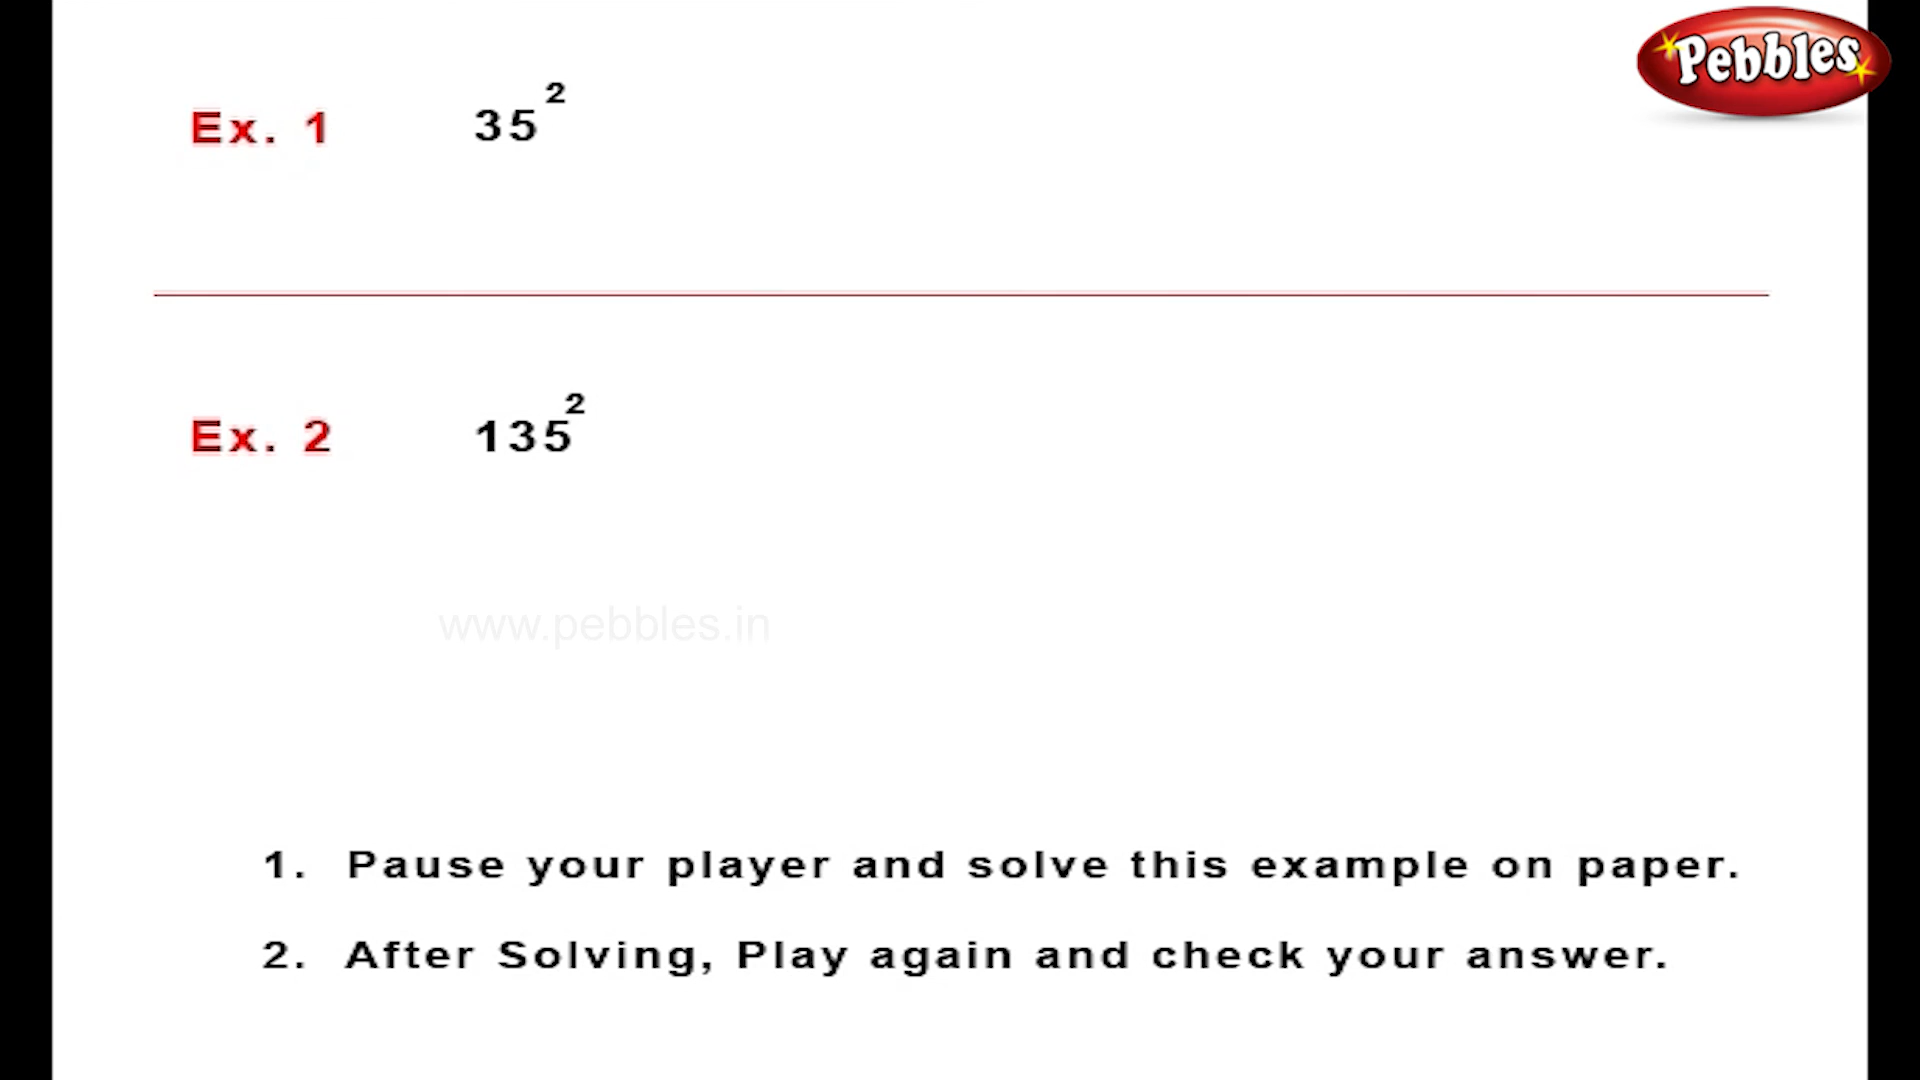 Pebbles
Ex. 1 35²
Ex. 2 135²
www.pebbles.in
1. Pause your player and solve this example on paper.
2. After Solving, Play again and check your answer.